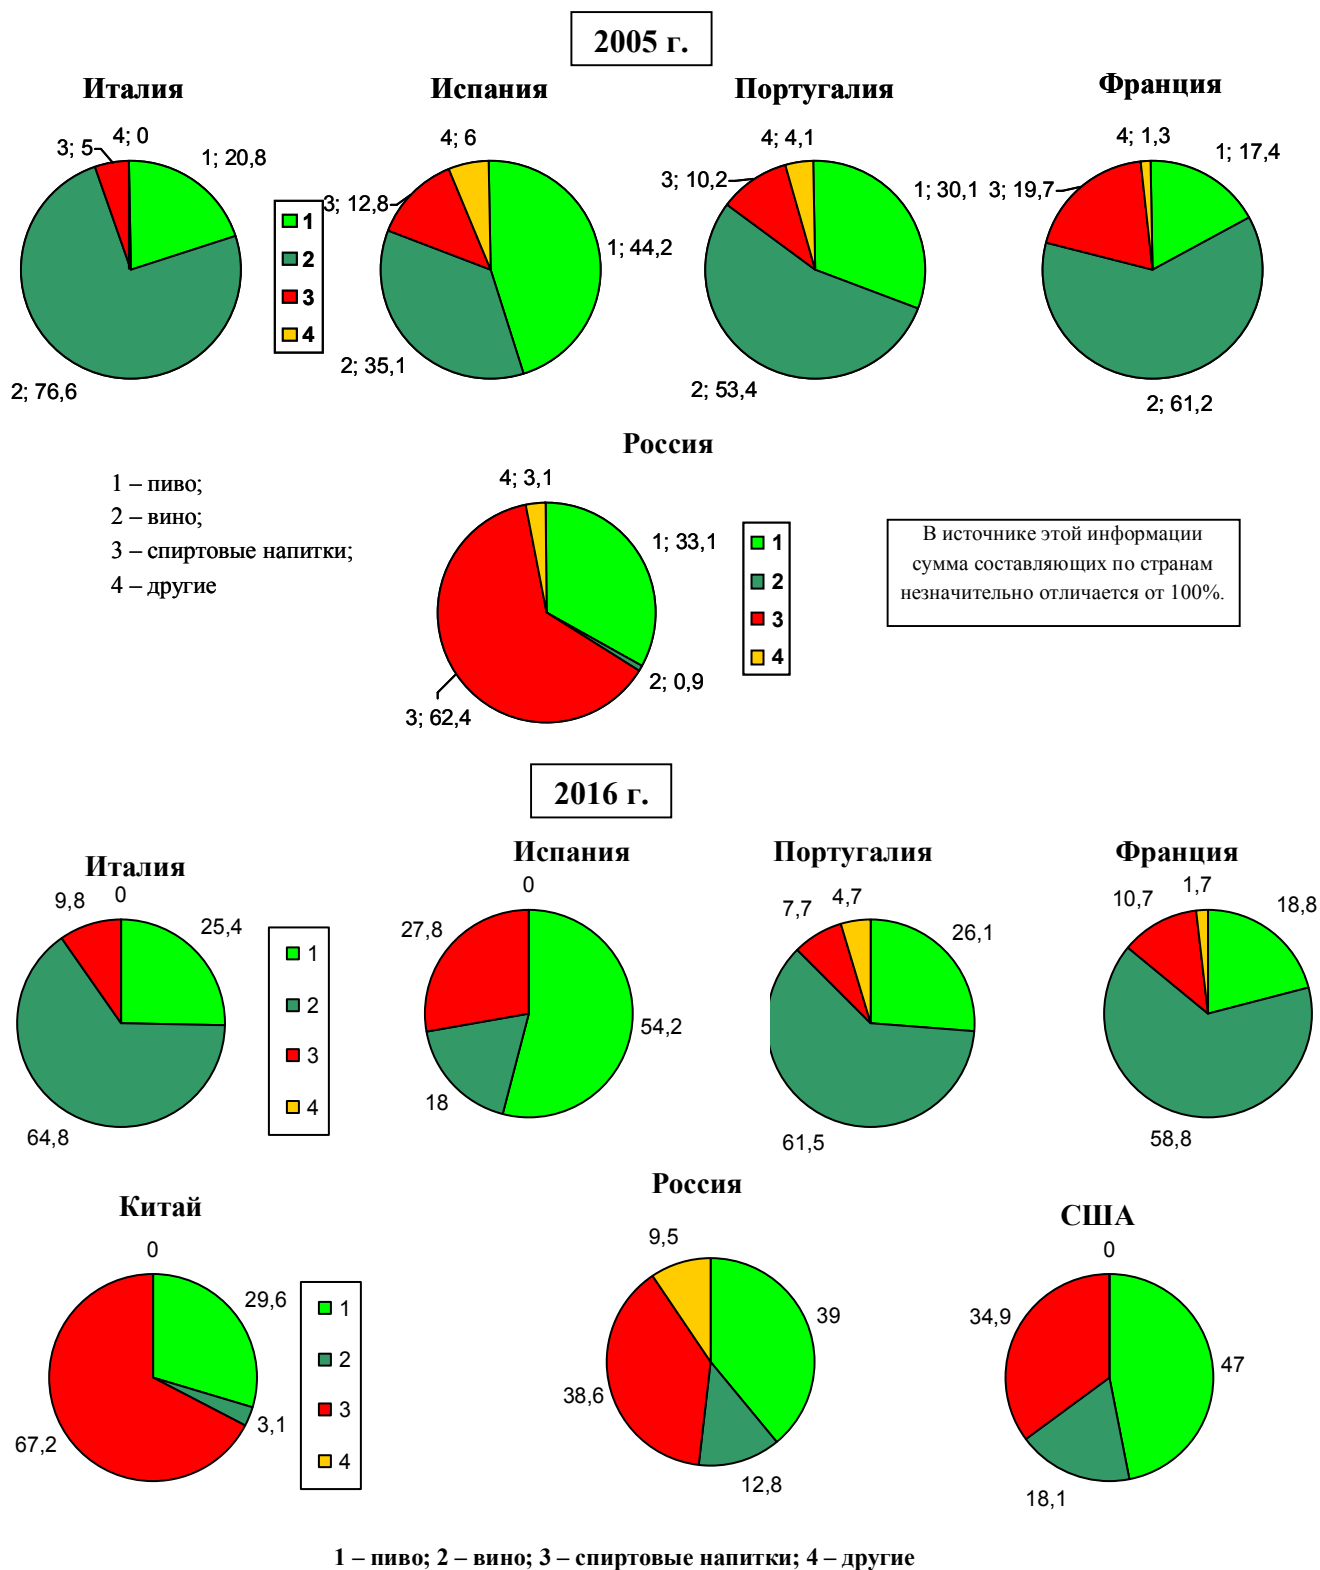 2005 г.
Италия
Испания
Португалия
Франция
4; 0
3; 5
1; 20,8
2; 76,6
1
2
3
4
4; 6
3; 12,8
1; 44,2
2; 35,1
4; 4,1
3; 10,2
1; 30,1
2; 53,4
4; 1,3
3; 19,7
1; 17,4
2; 61,2
Россия
1 – пиво;
2 – вино;
3 – спиртовые напитки;
4 – другие
4; 3,1
1; 33,1
2; 0,9
3; 62,4
1
2
3
4
В источнике этой информации
сумма составляющих по странам
незначительно отличается от 100%.
2016 г.
Италия
Испания
Португалия
Франция
0
9,8
25,4
64,8
1
2
3
4
0
27,8
54,2
18
4,7
7,7
26,1
61,5
1,7
10,7
18,8
58,8
Китай
Россия
США
0
29,6
3,1
67,2
1
2
3
4
9,5
39
38,6
12,8
0
34,9
47
18,1
1 – пиво; 2 – вино; 3 – спиртовые напитки; 4 – другие